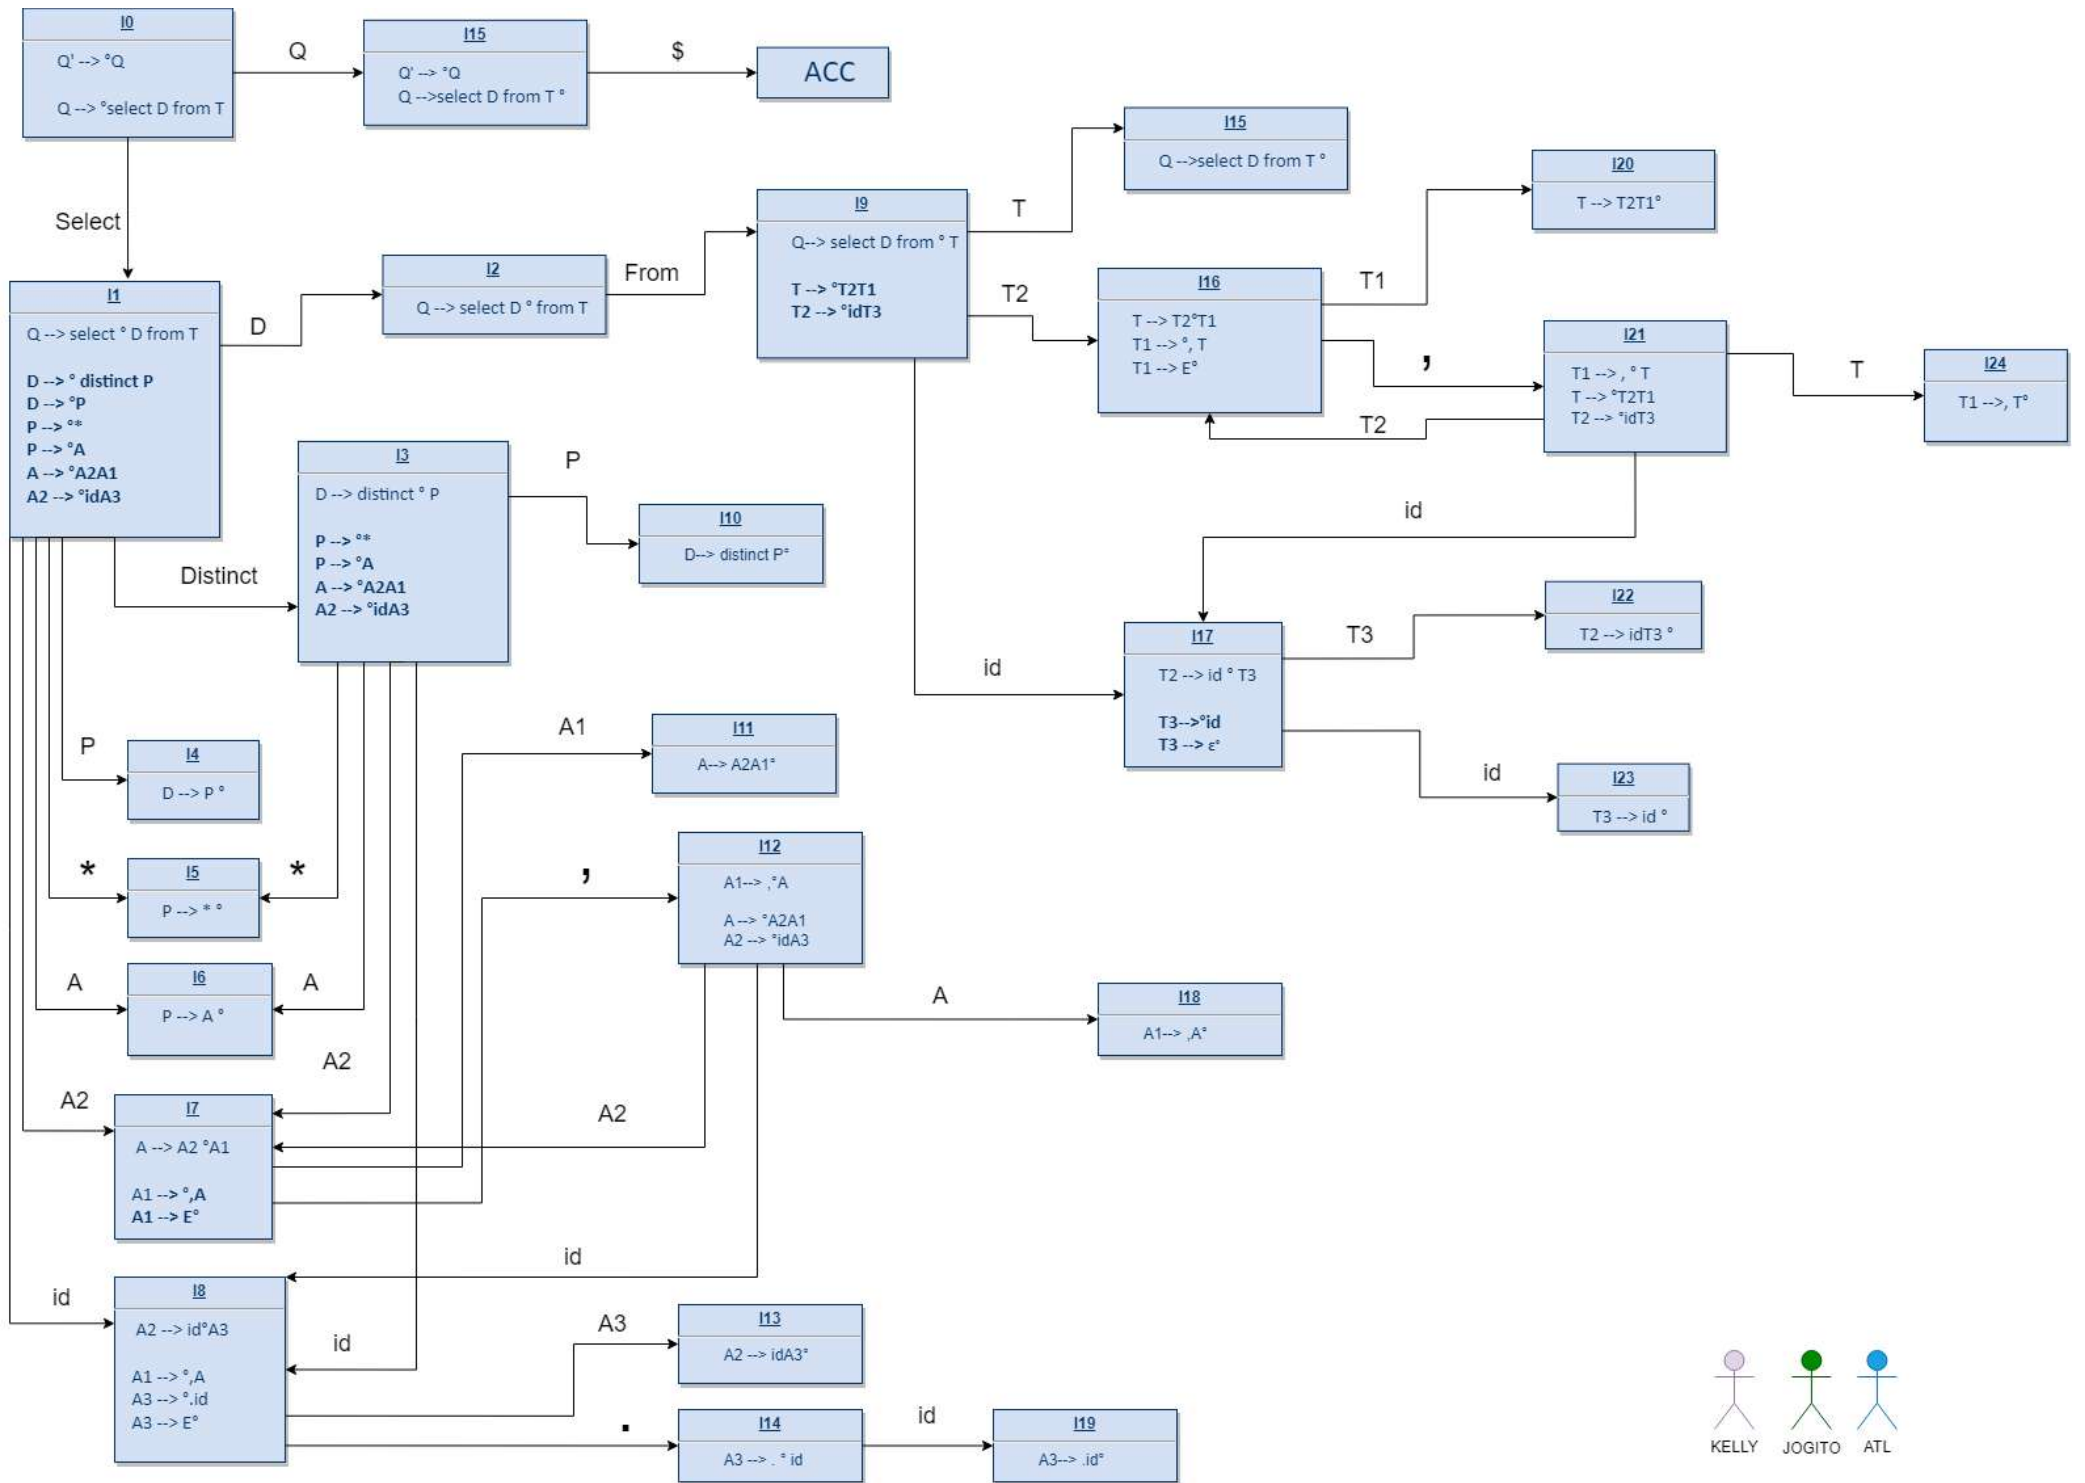 I0
Q' --> °Q
Q --> °select D from T
Q
I15
Q' --> °Q
Q -->select D from T °
$
ACC
Select
I1
Q --> select ° D from T
D --> ° distinct P
D --> °P
P --> °*
P --> °A
A --> °A2A1
A2 --> °idA3
D
I2
Q --> select D ° from T
From
I9
Q--> select D from ° T
T --> °T2T1
T2 --> °idT3
T
I15
Q -->select D from T °
T2
I16
T --> T2°T1
T1 --> °, T
T1 --> E°
T1
I20
T --> T2T1°
,
I21
T1 --> , ° T
T --> °T2T1
T2 --> °idT3
T2
T
I24
T1 -->, T°
id
id
I17
T2 --> id ° T3
T3-->°id
T3 --> ε°
T3
I22
T2 --> idT3 °
id
I23
T3 --> id °
Distinct
I3
D --> distinct ° P
P --> °*
P --> °A
A --> °A2A1
A2 --> °idA3
P
I10
D--> distinct P°
P
I4
D --> P °
*
I5
P --> * °
*
A
I6
P --> A °
A
A2
A2
I7
A --> A2 °A1
A1 --> °,A
A1 --> E°
A1
I11
A--> A2A1°
,
I12
A1--> ,°A
A --> °A2A1
A2 --> °idA3
A
I18
A1--> ,A°
A2
id
id
I8
A2 --> id°A3
A1 --> °,A
A3 --> °.id
A3 --> E°
id
A3
I13
A2 --> idA3°
.
I14
A3 --> . ° id
id
I19
A3--> .id°
KELLY
JOGITO
ATL